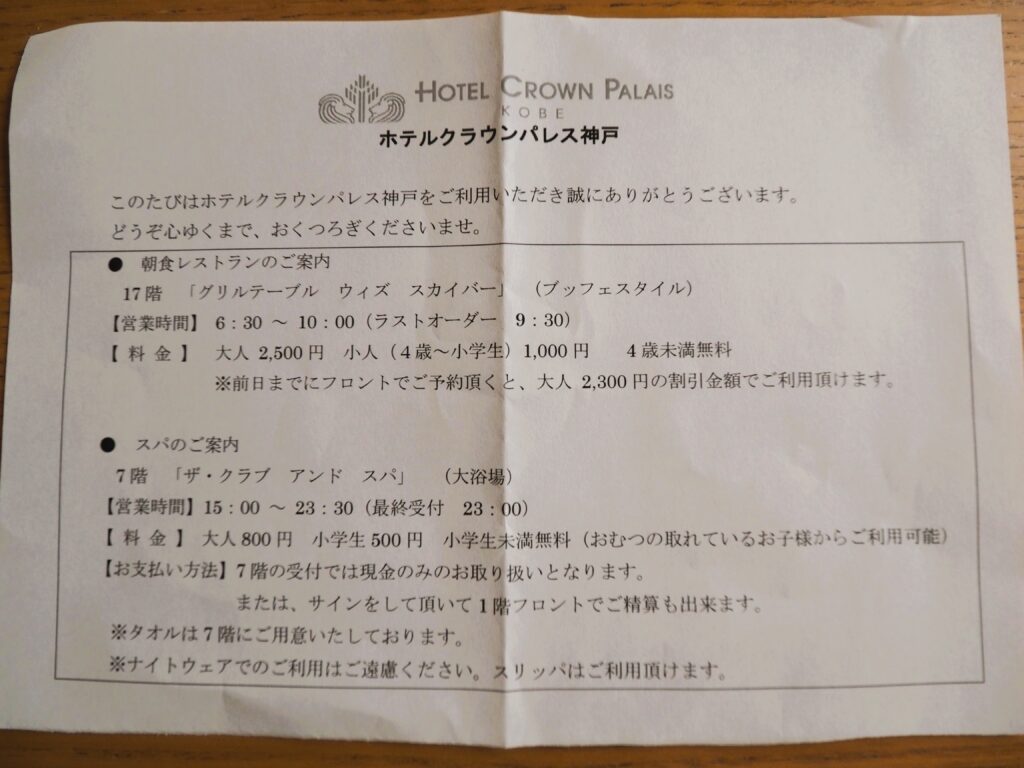 HOTEL CROWN PALAIS
KOBE
ホテルクラウンパレス神戸
このたびはホテルクラウンパレス神戸をご利用いただき誠にありがとうございます。
どうぞ心ゆくまで、おくつろぎくださいませ。
● 朝食レストランのご案内
17階 「グリルテーブル ウィズ スカイバー」 （ブッフェスタイル）
【営業時間】 6：30 ～ 10：00（ラストオーダー 9：30）
【 料 金 】 大人 2,500円 小人（４歳～小学生）1,000円 ４歳未満無料
※前日までにフロントでご予約頂くと、大人 2,300円の割引金額でご利用頂けます。
● スパのご案内
7階 「ザ・クラブ アンド スパ」 （大浴場）
【営業時間】15：00 ～ 23：30（最終受付 23：00）
【 料 金 】 大人800円 小学生500円 小学生未満無料（おむつの取れているお子様からご利用可能）
【お支払い方法】7階の受付では現金のみのお取り扱いとなります。
または、サインをして頂いて1階フロントでご精算も出来ます。
※タオルは7階にご用意いたしております。
※ナイトウェアでのご利用はご遠慮ください。スリッパはご利用頂けます。